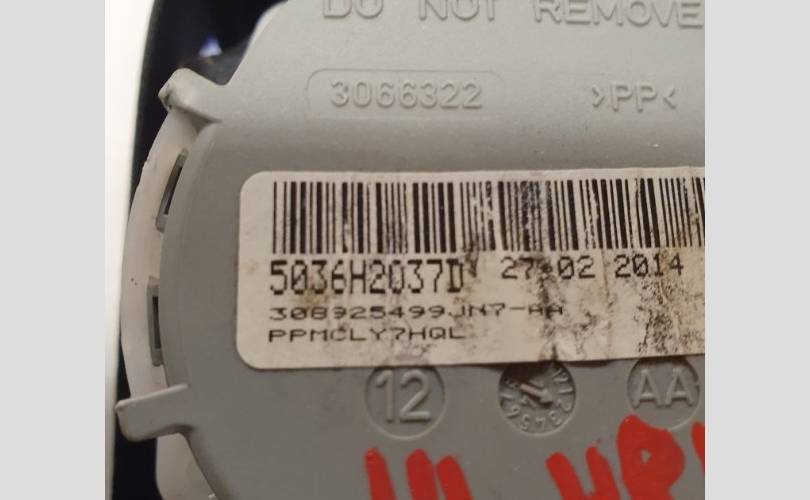 DO NOT REMOVE
3066322 >PP<
5036H2037D 27-02 2014
308925499JN7-AA
PPMCLY7HQL
12 AA